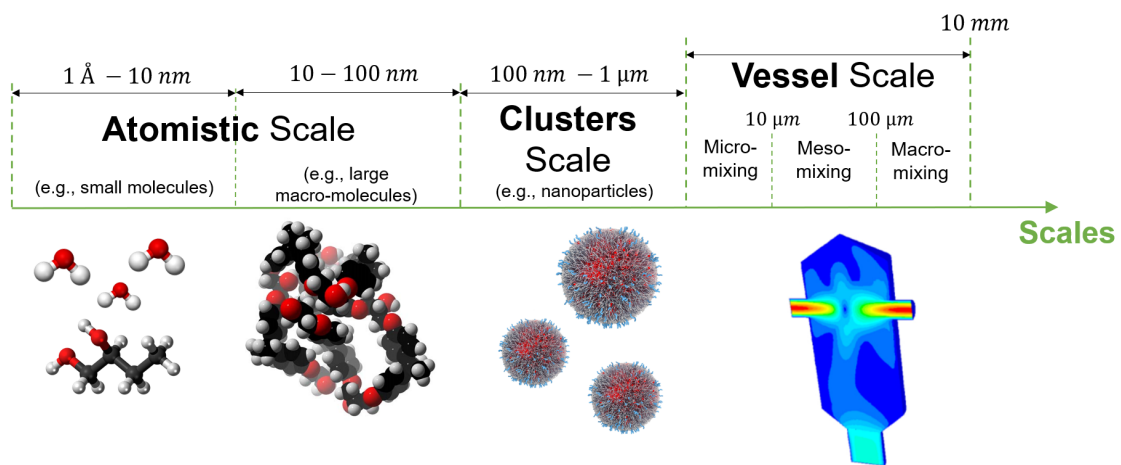 10 mm
1 Å − 10 nm
10 − 100 nm
100 nm − 1 μm
Vessel Scale
Atomistic Scale
Clusters
Scale
10 μm
100 μm
Micro-
mixing
Meso-
mixing
Macro-
mixing
(e.g., small molecules)
(e.g., large
macro-molecules)
(e.g., nanoparticles)
Scales